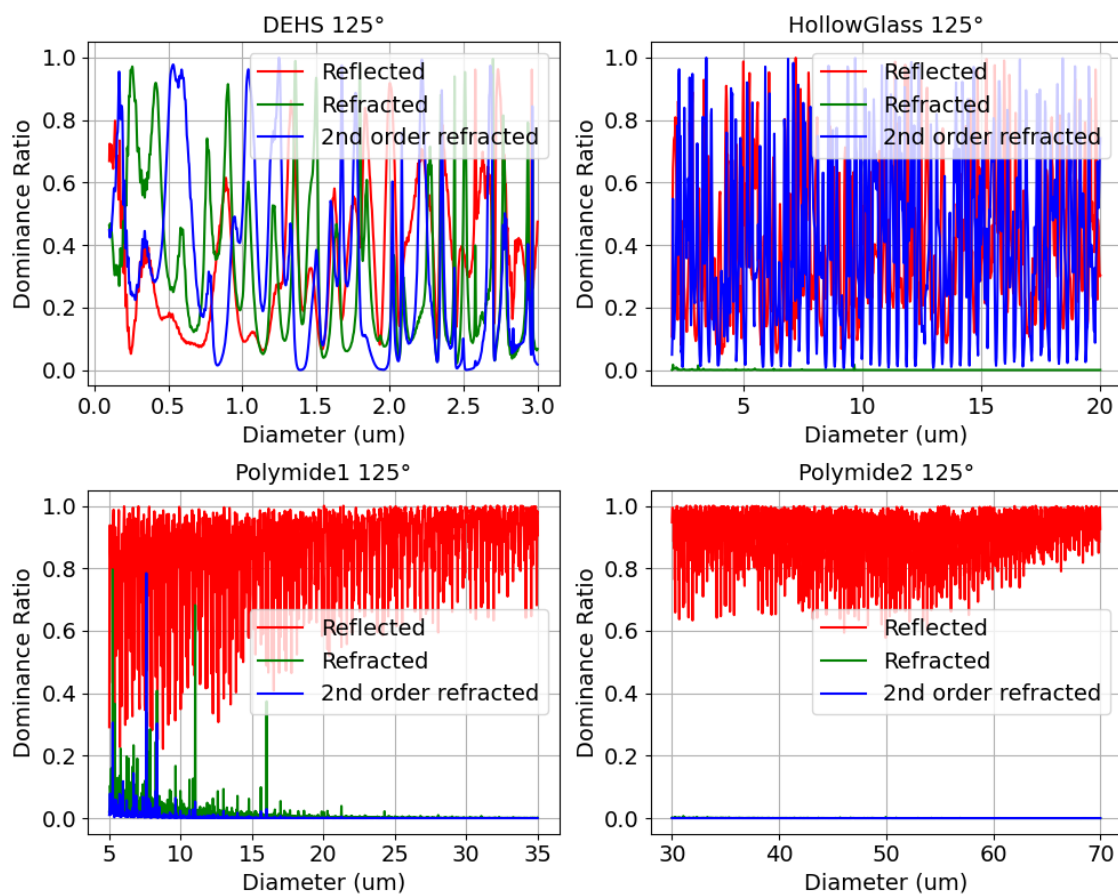 DEHS 125°
HollowGlass 125°
1.0
0.8
0.6
0.4
0.2
0.0
Dominance Ratio
Reflected
Refracted
2nd order refracted
0.0 0.5 1.0 1.5 2.0 2.5 3.0
Diameter (um)
1.0
0.8
0.6
0.4
0.2
0.0
Dominance Ratio
Reflected
Refracted
2nd order refracted
5 10 15 20
Diameter (um)
Polymide1 125°
Polymide2 125°
1.0
0.8
0.6
0.4
0.2
0.0
Dominance Ratio
Reflected
Refracted
2nd order refracted
5 10 15 20 25 30 35
Diameter (um)
1.0
0.8
0.6
0.4
0.2
0.0
Dominance Ratio
Reflected
Refracted
2nd order refracted
30 40 50 60 70
Diameter (um)